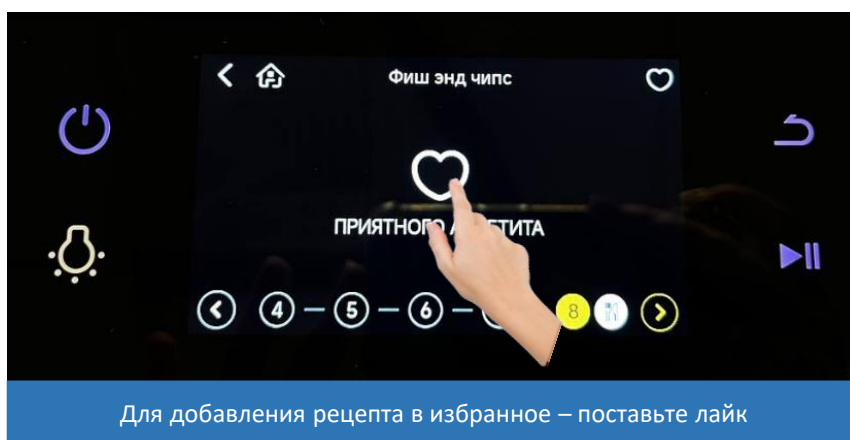 Фиш энд чипс
ПРИЯТНОГО
4 5 6 8
Для добавления рецепта в избранное – поставьте лайк